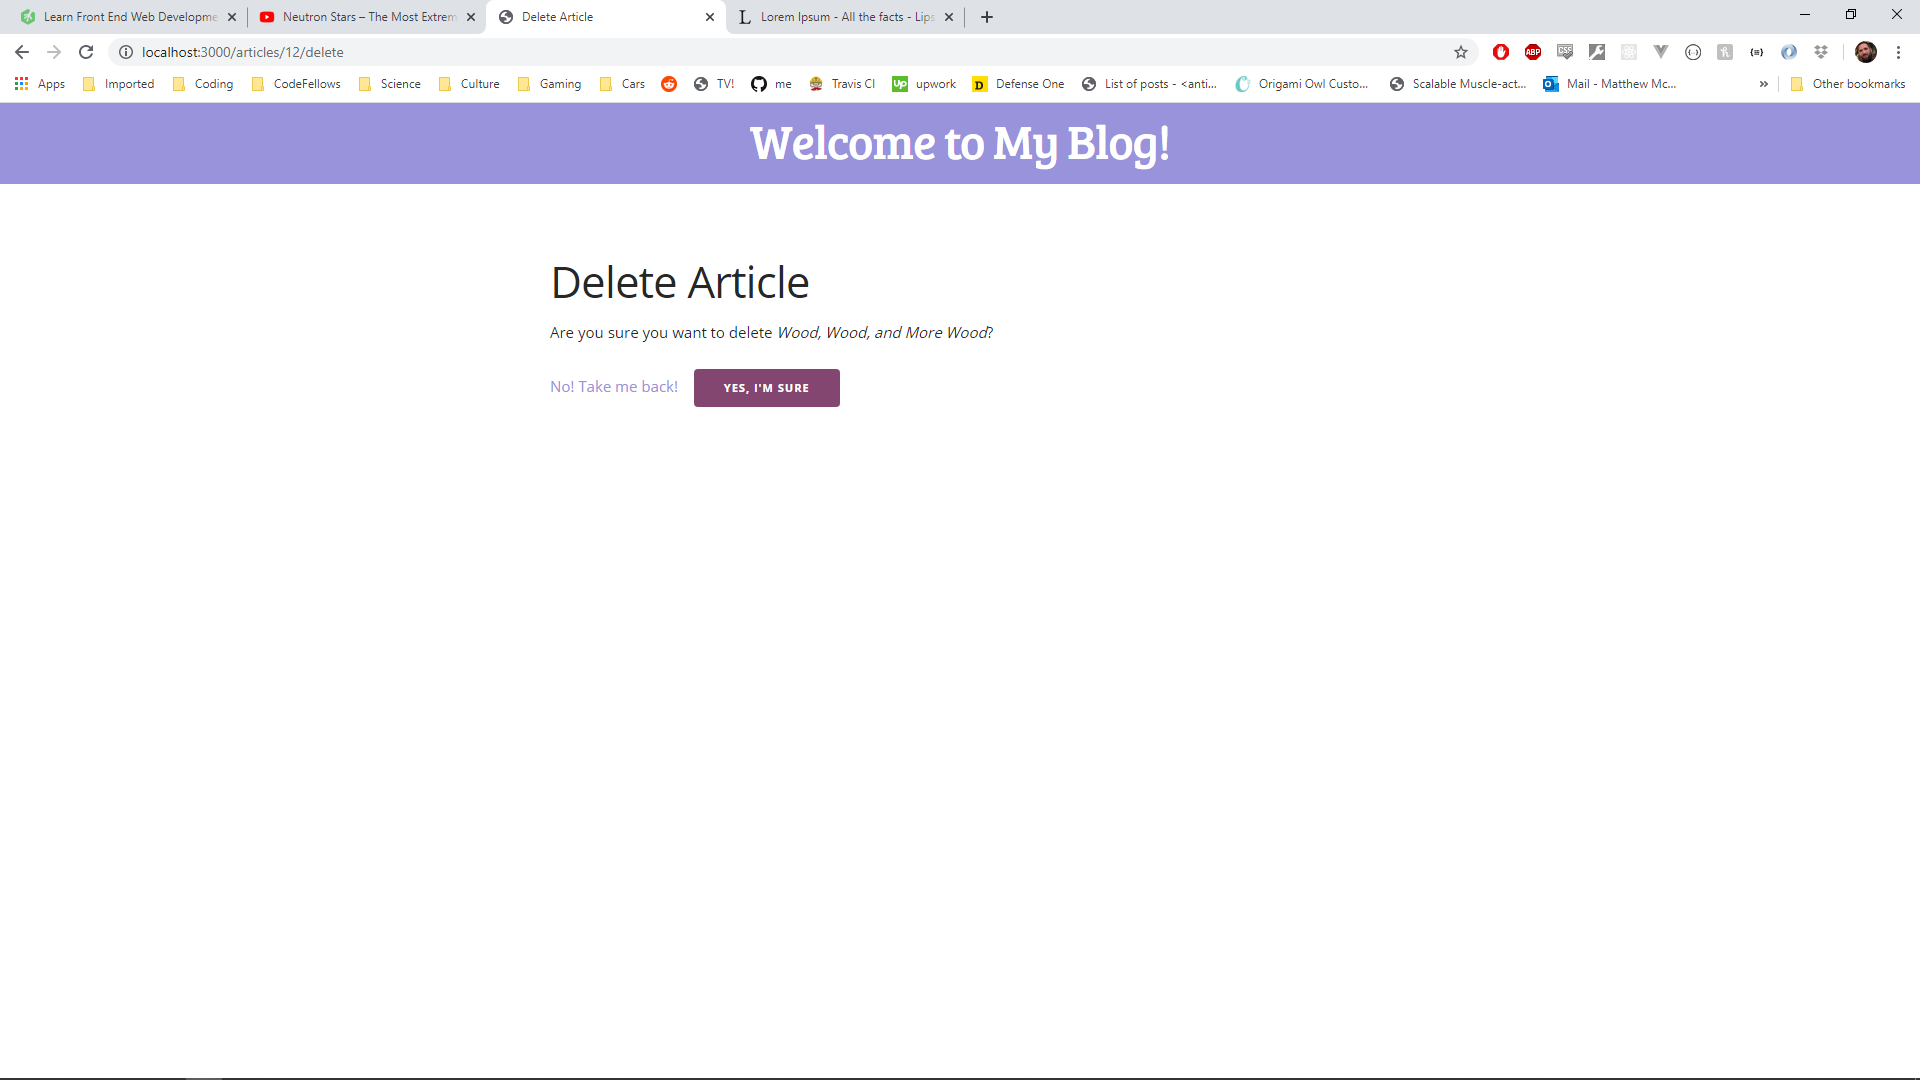 Learn Front End Web Developme
Neutron Stars – The Most Extrem
Delete Article
Lorem Ipsum - All the facts - Lips
localhost:3000/articles/12/delete
ABP
CSS
Apps
Imported
Coding
CodeFellows
Science
Culture
Gaming
Cars
TV!
me
Travis CI
Up
upwork
D
Defense One
List of posts - <anti...
Origami Owl Custo...
Scalable Muscle-act...
Mail - Matthew Mc...
»
Other bookmarks
Welcome to My Blog!
Delete Article
Are you sure you want to delete Wood, Wood, and More Wood?
No! Take me back!
YES, I'M SURE